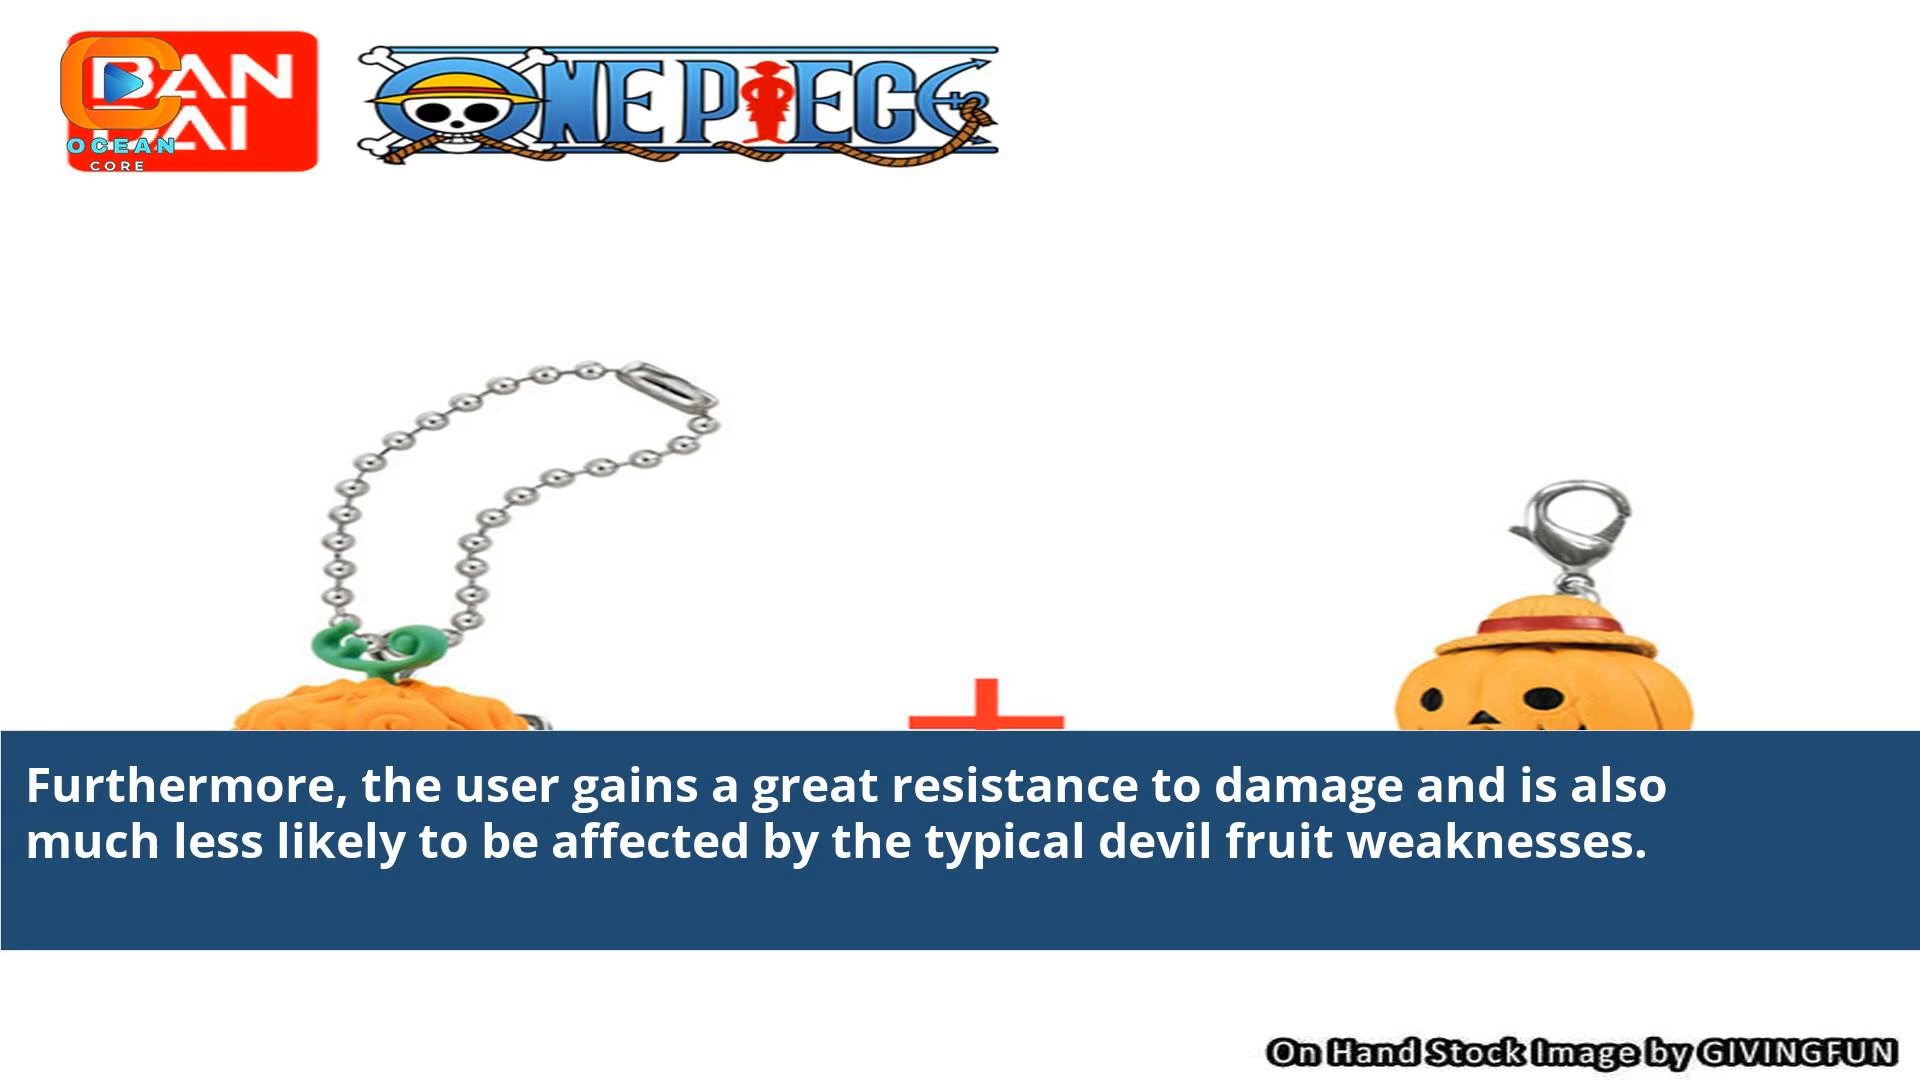 BAN
DAI
OCEAN
CORE
ONE PIECE
Furthermore, the user gains a great resistance to damage and is also
much less likely to be affected by the typical devil fruit weaknesses.
On Hand Stock Image by GIVINGFUN